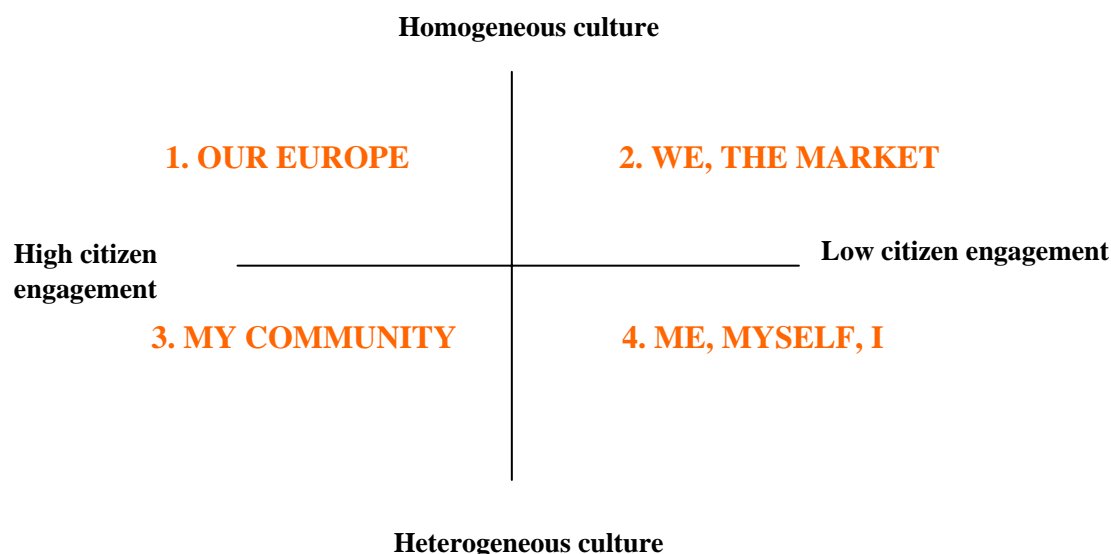 Homogeneous culture
1. OUR EUROPE
2. WE, THE MARKET
High citizen
engagement
Low citizen engagement
3. MY COMMUNITY
4. ME, MYSELF, I
Heterogeneous culture